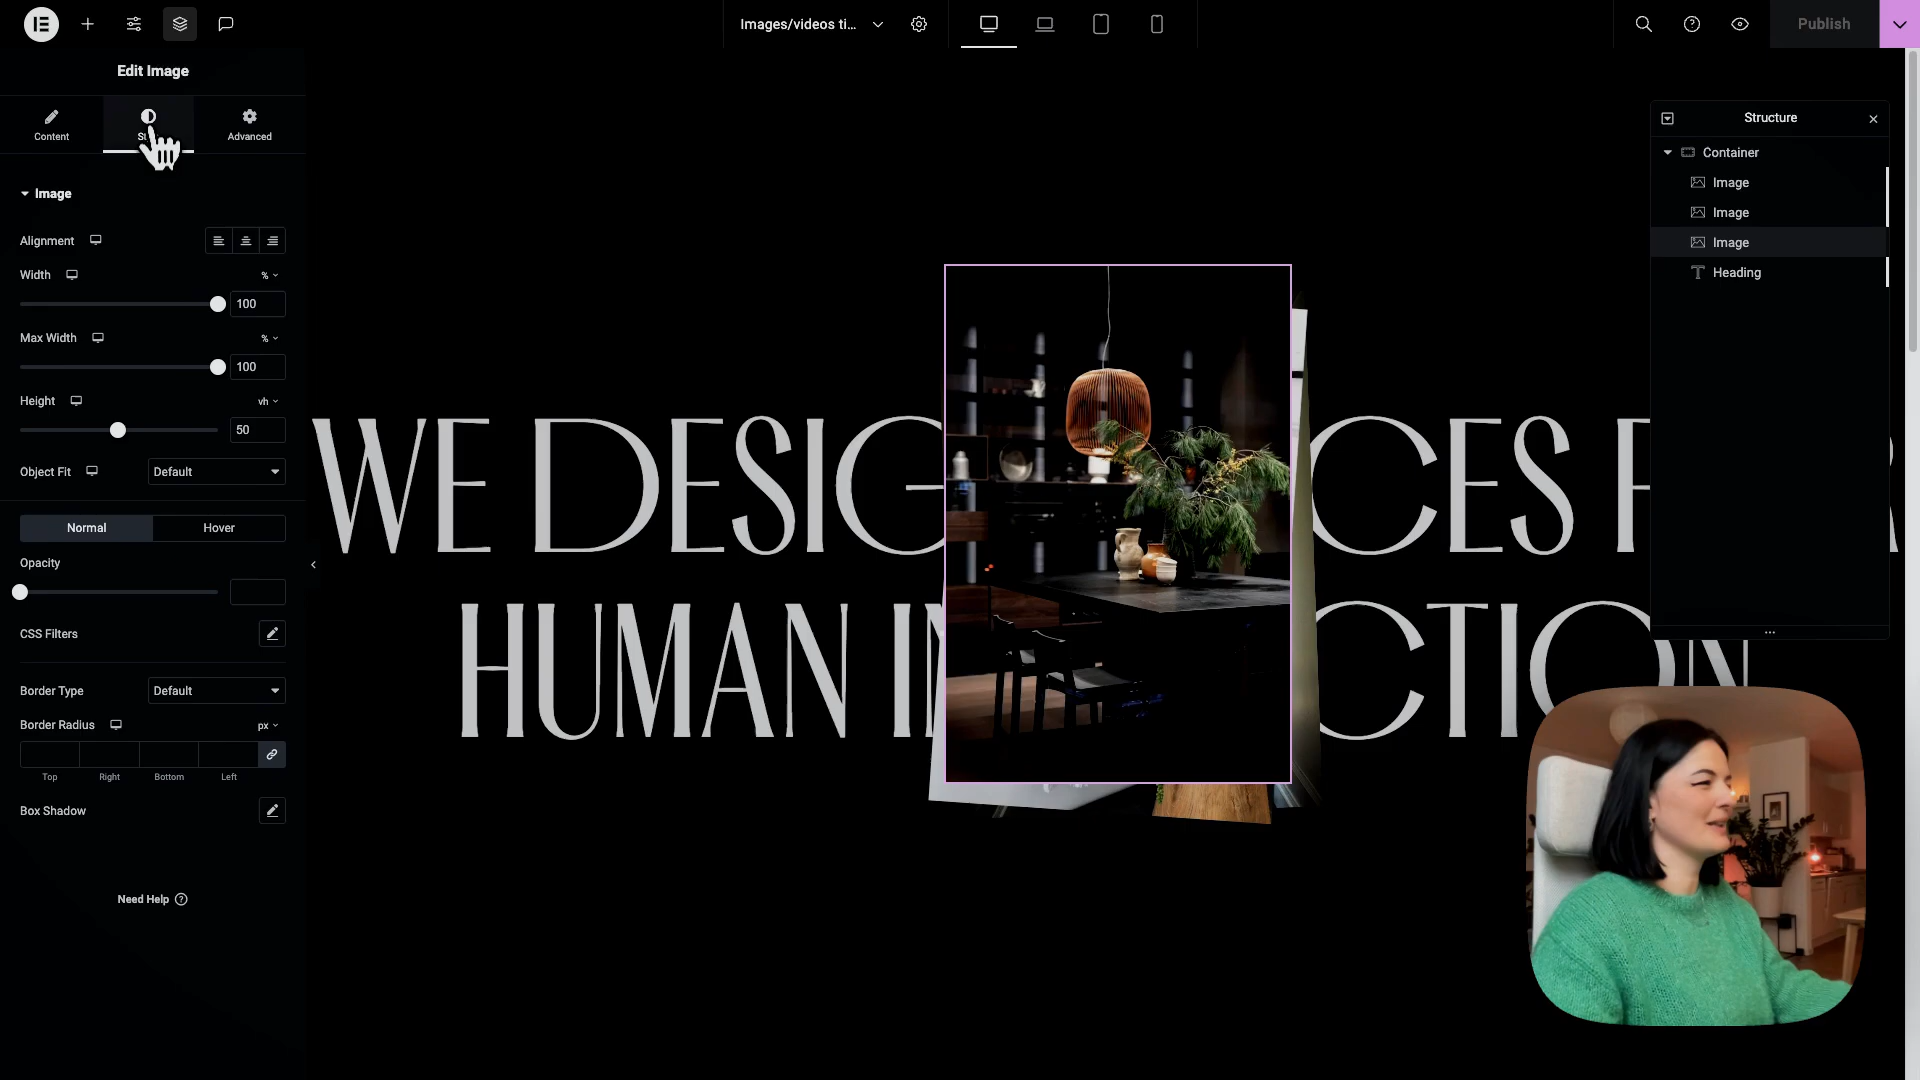 Images/videos ti...
Publish
Edit Image
Content
Advanced
Image
Alignment
Width
%
100
Max Width
%
100
Height
vh
50
Object Fit
Default
Normal
Hover
Opacity
CSS Filters
Border Type
Default
Border Radius
px
Top
Right
Bottom
Left
Box Shadow
Need Help
Structure
Container
Image
Image
Image
Heading
WE DESIG
CES F
HUMAN IN
CTION